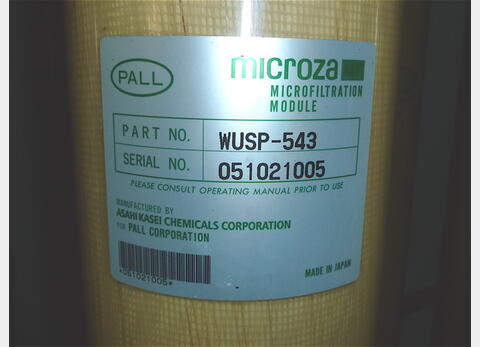 PALL
microza
MICROFILTRATION
MODULE
PART NO. WUSP-543
SERIAL NO. 051021005
PLEASE CONSULT OPERATING MANUAL PRIOR TO USE
MANUFACTURED BY
ASAHI KASEI CHEMICALS CORPORATION
FOR PALL CORPORATION
*051021005*
MADE IN JAPAN